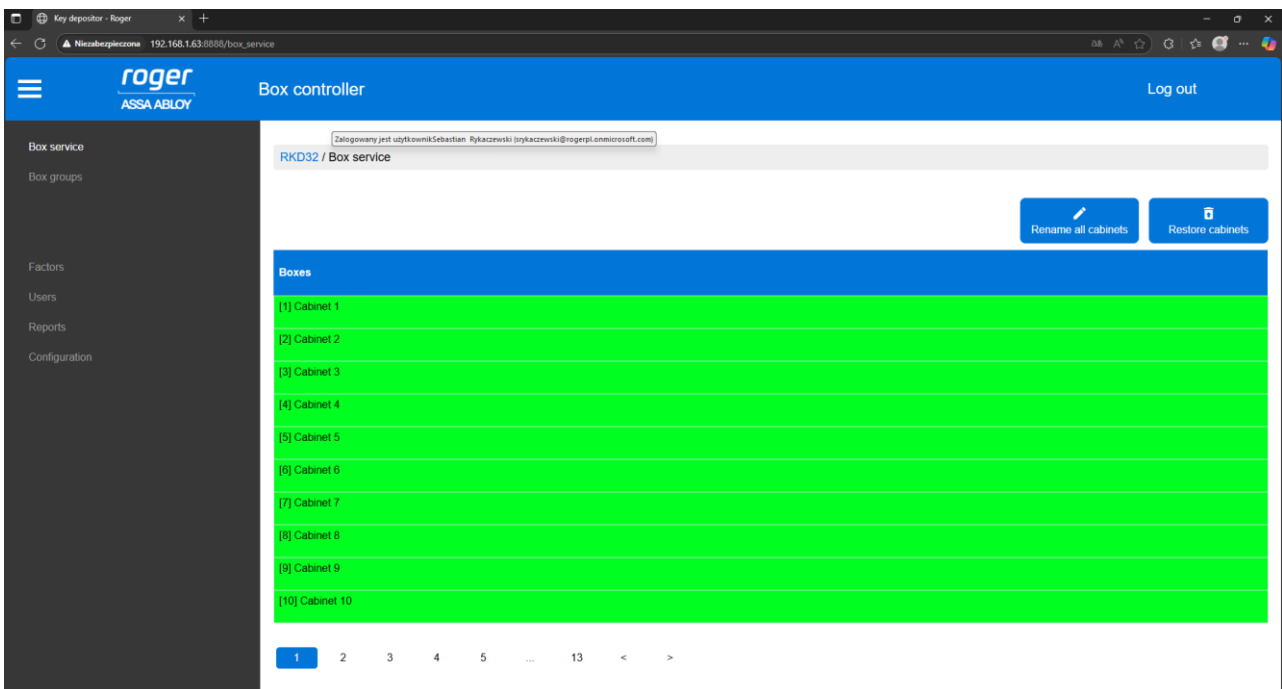 Key depositor - Roger
Niezabezpieczona 192.168.1.63:8888/box_service
roger
ASSA ABLOY
Box controller
Log out
Zalogowany jest użytkownikSebastian Rykaczewski (srykaczewski@rogerpl.onmicrosoft.com)
Box service
RKD32 / Box service
Box groups
Rename all cabinets
Restore cabinets
Factors
Users
Reports
Configuration
Boxes
[1] Cabinet 1
[2] Cabinet 2
[3] Cabinet 3
[4] Cabinet 4
[5] Cabinet 5
[6] Cabinet 6
[7] Cabinet 7
[8] Cabinet 8
[9] Cabinet 9
[10] Cabinet 10
1 2 3 4 5 ... 13 < >